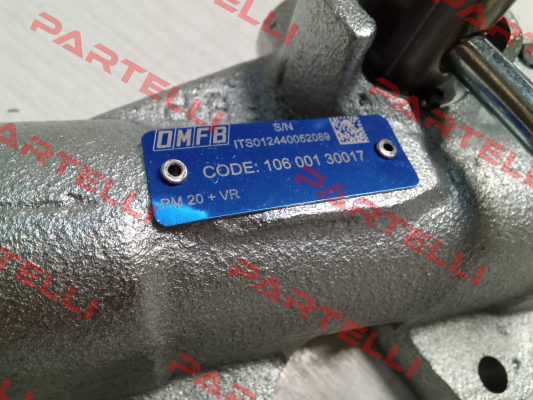 OMFB
S/N
ITS012440052089
CODE: 106 001 30017
PM 20 + VR
PARTELLI
PARTELLI
PARTELLI
PARTELLI
PARTELLI
PARTELLI